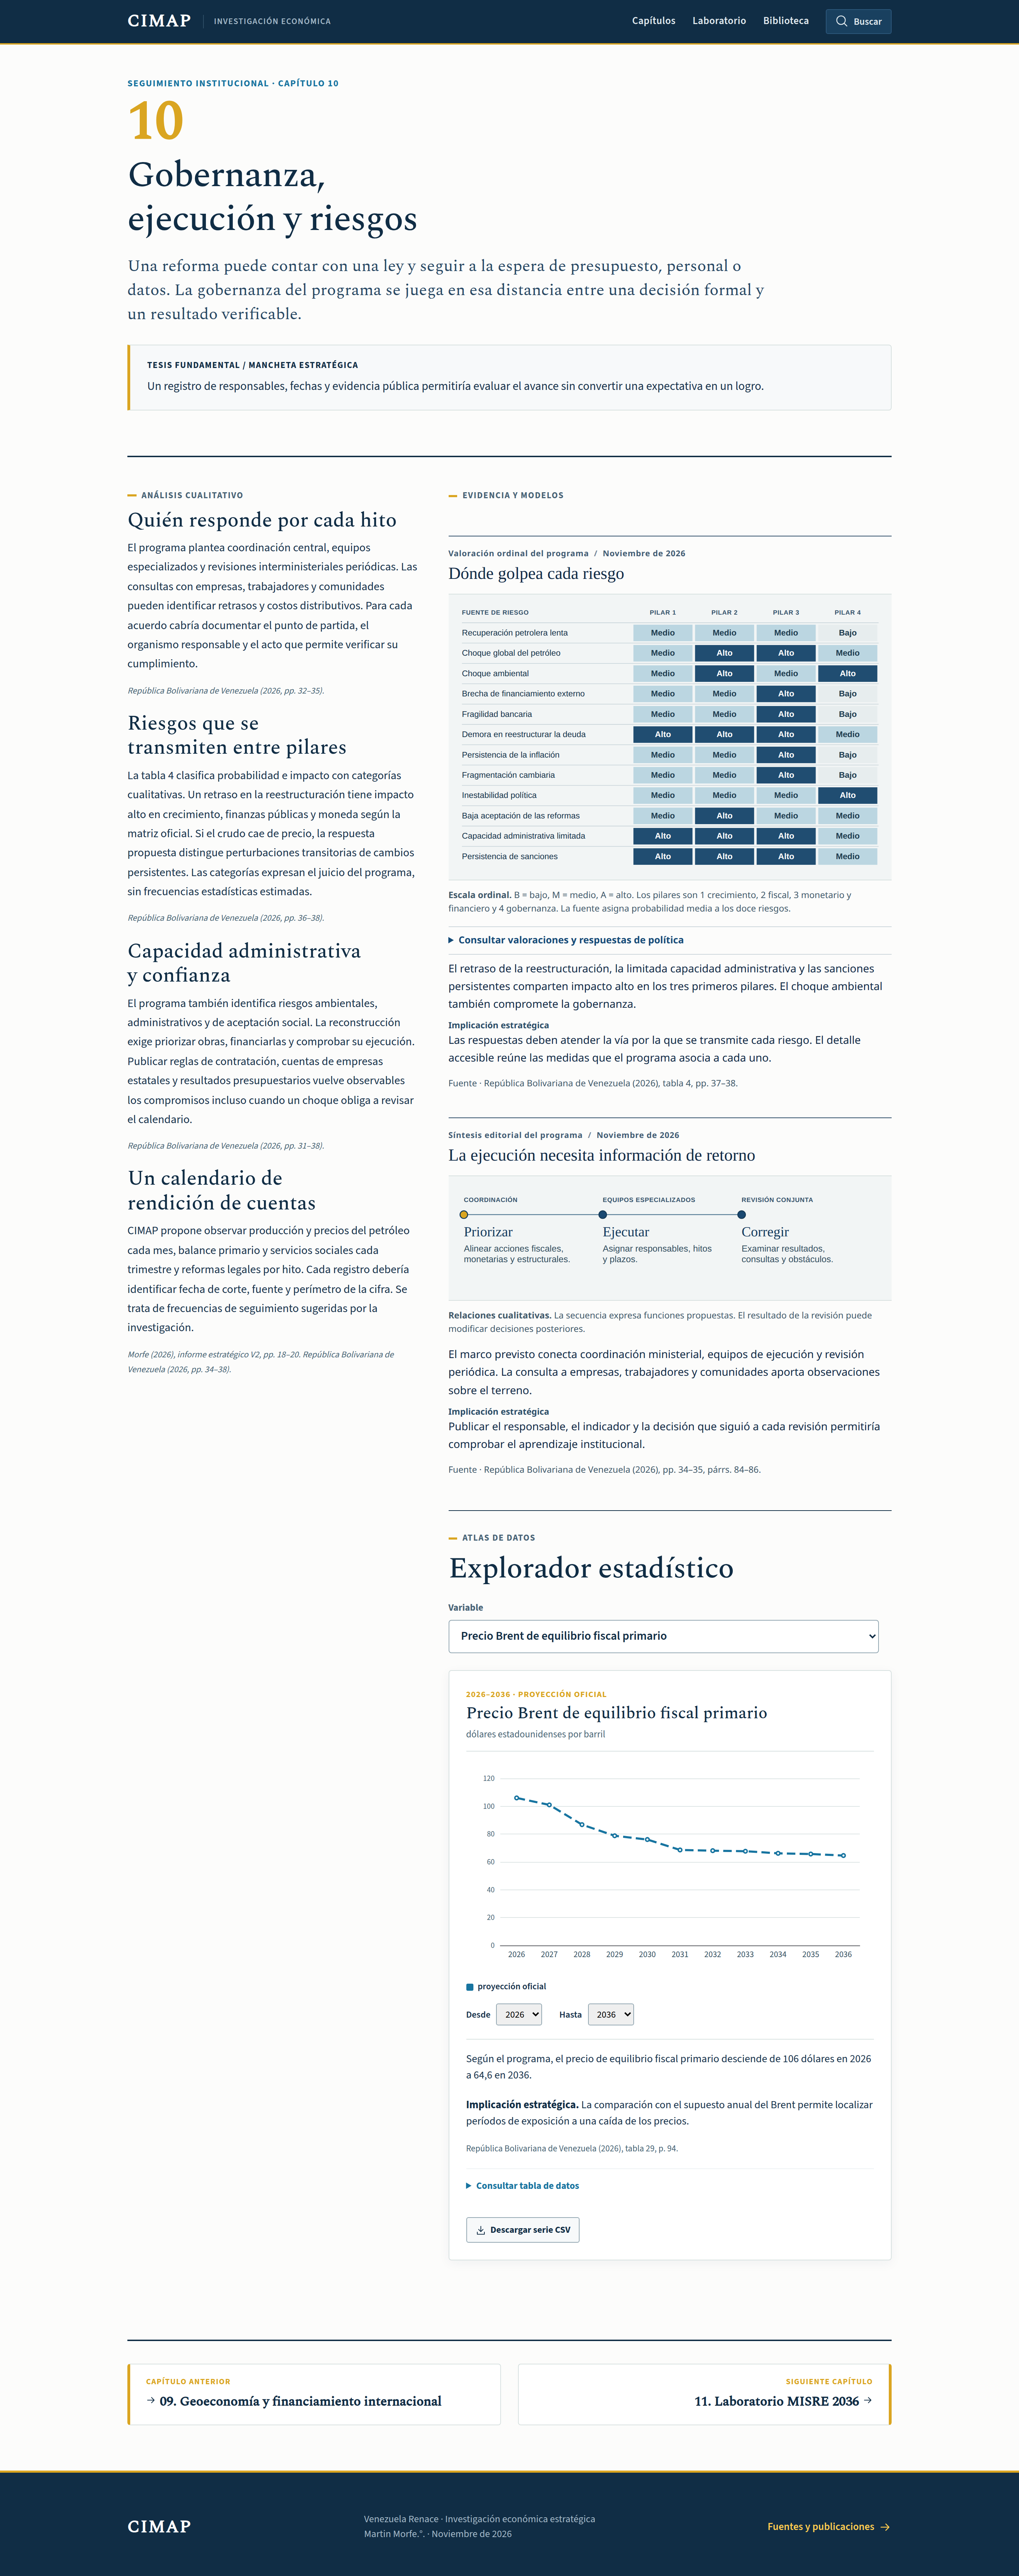 CIMAP
INVESTIGACIÓN ECONÓMICA
Capítulos
Laboratorio
Biblioteca
Buscar
SEGUIMIENTO INSTITUCIONAL · CAPÍTULO 10
10
Gobernanza,
ejecución y riesgos
Una reforma puede contar con una ley y seguir a la espera de presupuesto, personal o
datos. La gobernanza del programa se juega en esa distancia entre una decisión formal y
un resultado verificable.
TESIS FUNDAMENTAL / MANCHETA ESTRATÉGICA
Un registro de responsables, fechas y evidencia pública permitiría evaluar el avance sin convertir una expectativa en un logro.
ANÁLISIS CUALITATIVO
Quién responde por cada hito
El programa plantea coordinación central, equipos
especializados y revisiones interministeriales periódicas. Las
consultas con empresas, trabajadores y comunidades
pueden identificar retrasos y costos distributivos. Para cada
acuerdo cabría documentar el punto de partida, el
organismo responsable y el acto que permite verificar su
cumplimiento.
República Bolivariana de Venezuela (2026, pp. 32–35).
Riesgos que se
transmiten entre pilares
La tabla 4 clasifica probabilidad e impacto con categorías
cualitativas. Un retraso en la reestructuración tiene impacto
alto en crecimiento, finanzas públicas y moneda según la
matriz oficial. Si el crudo cae de precio, la respuesta
propuesta distingue perturbaciones transitorias de cambios
persistentes. Las categorías expresan el juicio del programa,
sin frecuencias estadísticas estimadas.
República Bolivariana de Venezuela (2026, pp. 36–38).
Capacidad administrativa
y confianza
El programa también identifica riesgos ambientales,
administrativos y de aceptación social. La reconstrucción
exige priorizar obras, financiarlas y comprobar su ejecución.
Publicar reglas de contratación, cuentas de empresas
estatales y resultados presupuestarios vuelve observables
los compromisos incluso cuando un choque obliga a revisar
el calendario.
República Bolivariana de Venezuela (2026, pp. 31–38).
Un calendario de
rendición de cuentas
CIMAP propone observar producción y precios del petróleo
cada mes, balance primario y servicios sociales cada
trimestre y reformas legales por hito. Cada registro debería
identificar fecha de corte, fuente y perímetro de la cifra. Se
trata de frecuencias de seguimiento sugeridas por la
investigación.
Morfe (2026), informe estratégico V2, pp. 18–20. República Bolivariana de
Venezuela (2026, pp. 34–38).
EVIDENCIA Y MODELOS
Valoración ordinal del programa / Noviembre de 2026
Dónde golpea cada riesgo
FUENTE DE RIESGO PILAR 1 PILAR 2 PILAR 3 PILAR 4
Recuperación petrolera lenta Medio Medio Medio Bajo
Choque global del petróleo Medio Alto Alto Medio
Choque ambiental Medio Alto Medio Alto
Brecha de financiamiento externo Medio Medio Alto Bajo
Fragilidad bancaria Medio Medio Alto Bajo
Demora en reestructurar la deuda Alto Alto Alto Medio
Persistencia de la inflación Medio Medio Alto Bajo
Fragmentación cambiaria Medio Medio Alto Bajo
Inestabilidad política Medio Medio Medio Alto
Baja aceptación de las reformas Medio Alto Medio Medio
Capacidad administrativa limitada Alto Alto Alto Medio
Persistencia de sanciones Alto Alto Alto Medio
Escala ordinal. B = bajo, M = medio, A = alto. Los pilares son 1 crecimiento, 2 fiscal, 3 monetario y
financiero y 4 gobernanza. La fuente asigna probabilidad media a los doce riesgos.
Consultar valoraciones y respuestas de política
El retraso de la reestructuración, la limitada capacidad administrativa y las sanciones
persistentes comparten impacto alto en los tres primeros pilares. El choque ambiental
también compromete la gobernanza.
Implicación estratégica
Las respuestas deben atender la vía por la que se transmite cada riesgo. El detalle
accesible reúne las medidas que el programa asocia a cada uno.
Fuente · República Bolivariana de Venezuela (2026), tabla 4, pp. 37–38.
Síntesis editorial del programa / Noviembre de 2026
La ejecución necesita información de retorno
COORDINACIÓN
Priorizar
Alinear acciones fiscales,
monetarias y estructurales.
EQUIPOS ESPECIALIZADOS
Ejecutar
Asignar responsables, hitos
y plazos.
REVISIÓN CONJUNTA
Corregir
Examinar resultados,
consultas y obstáculos.
Relaciones cualitativas. La secuencia expresa funciones propuestas. El resultado de la revisión puede
modificar decisiones posteriores.
El marco previsto conecta coordinación ministerial, equipos de ejecución y revisión
periódica. La consulta a empresas, trabajadores y comunidades aporta observaciones
sobre el terreno.
Implicación estratégica
Publicar el responsable, el indicador y la decisión que siguió a cada revisión permitiría
comprobar el aprendizaje institucional.
Fuente · República Bolivariana de Venezuela (2026), pp. 34–35, párrs. 84–86.
ATLAS DE DATOS
Explorador estadístico
Variable
Precio Brent de equilibrio fiscal primario
2026–2036 · PROYECCIÓN OFICIAL
Precio Brent de equilibrio fiscal primario
dólares estadounidenses por barril
120
100
80
60
40
20
0
2026 2027 2028 2029 2030 2031 2032 2033 2034 2035 2036
proyección oficial
Desde 2026 Hasta 2036
Según el programa, el precio de equilibrio fiscal primario desciende de 106 dólares en 2026
a 64,6 en 2036.
Implicación estratégica. La comparación con el supuesto anual del Brent permite localizar
períodos de exposición a una caída de los precios.
República Bolivariana de Venezuela (2026), tabla 29, p. 94.
Consultar tabla de datos
Descargar serie CSV
CAPÍTULO ANTERIOR
→ 09. Geoeconomía y financiamiento internacional
SIGUIENTE CAPÍTULO
11. Laboratorio MISRE 2036 →
CIMAP
Venezuela Renace · Investigación económica estratégica
Martin Morfe.°. · Noviembre de 2026
Fuentes y publicaciones →